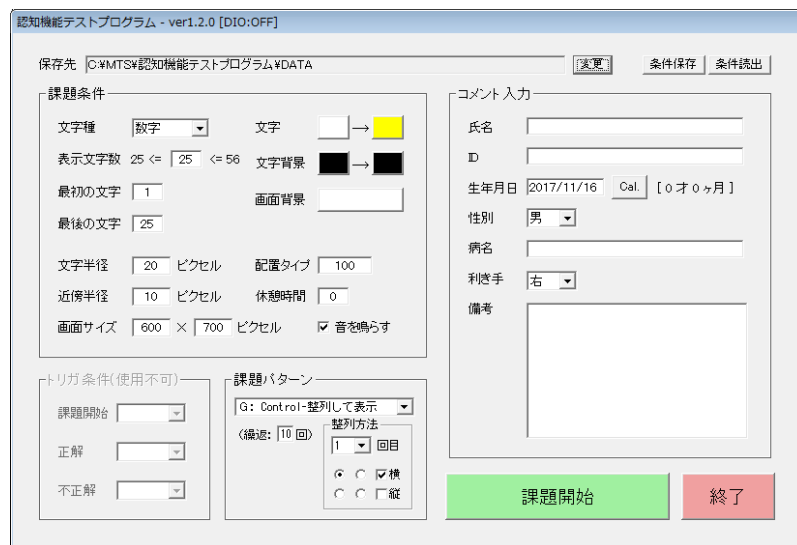 認知機能テストプログラム - ver1.2.0 [DIO:OFF]
保存先 C:¥MTS¥認知機能テストプログラム¥DATA 変更 条件保存 条件読出
課題条件
文字種 数字 文字 →
表示文字数 25 <= 25 <= 56 文字背景 →
最初の文字 1 画面背景
最後の文字 25
文字半径 20 ピクセル 配置タイプ 100
近傍半径 10 ピクセル 休憩時間 0
画面サイズ 600 × 700 ピクセル 音を鳴らす
コメント入力
氏名
ID
生年月日 2017/11/16 Cal. [0才0ヶ月]
性別 男
病名
利き手 右
備考
トリガ条件(使用不可)
課題開始
正解
不正解
課題パターン
G: Control-整列して表示
(繰返: 10 回)
整列方法
1 回目
横
縦
課題開始 終了